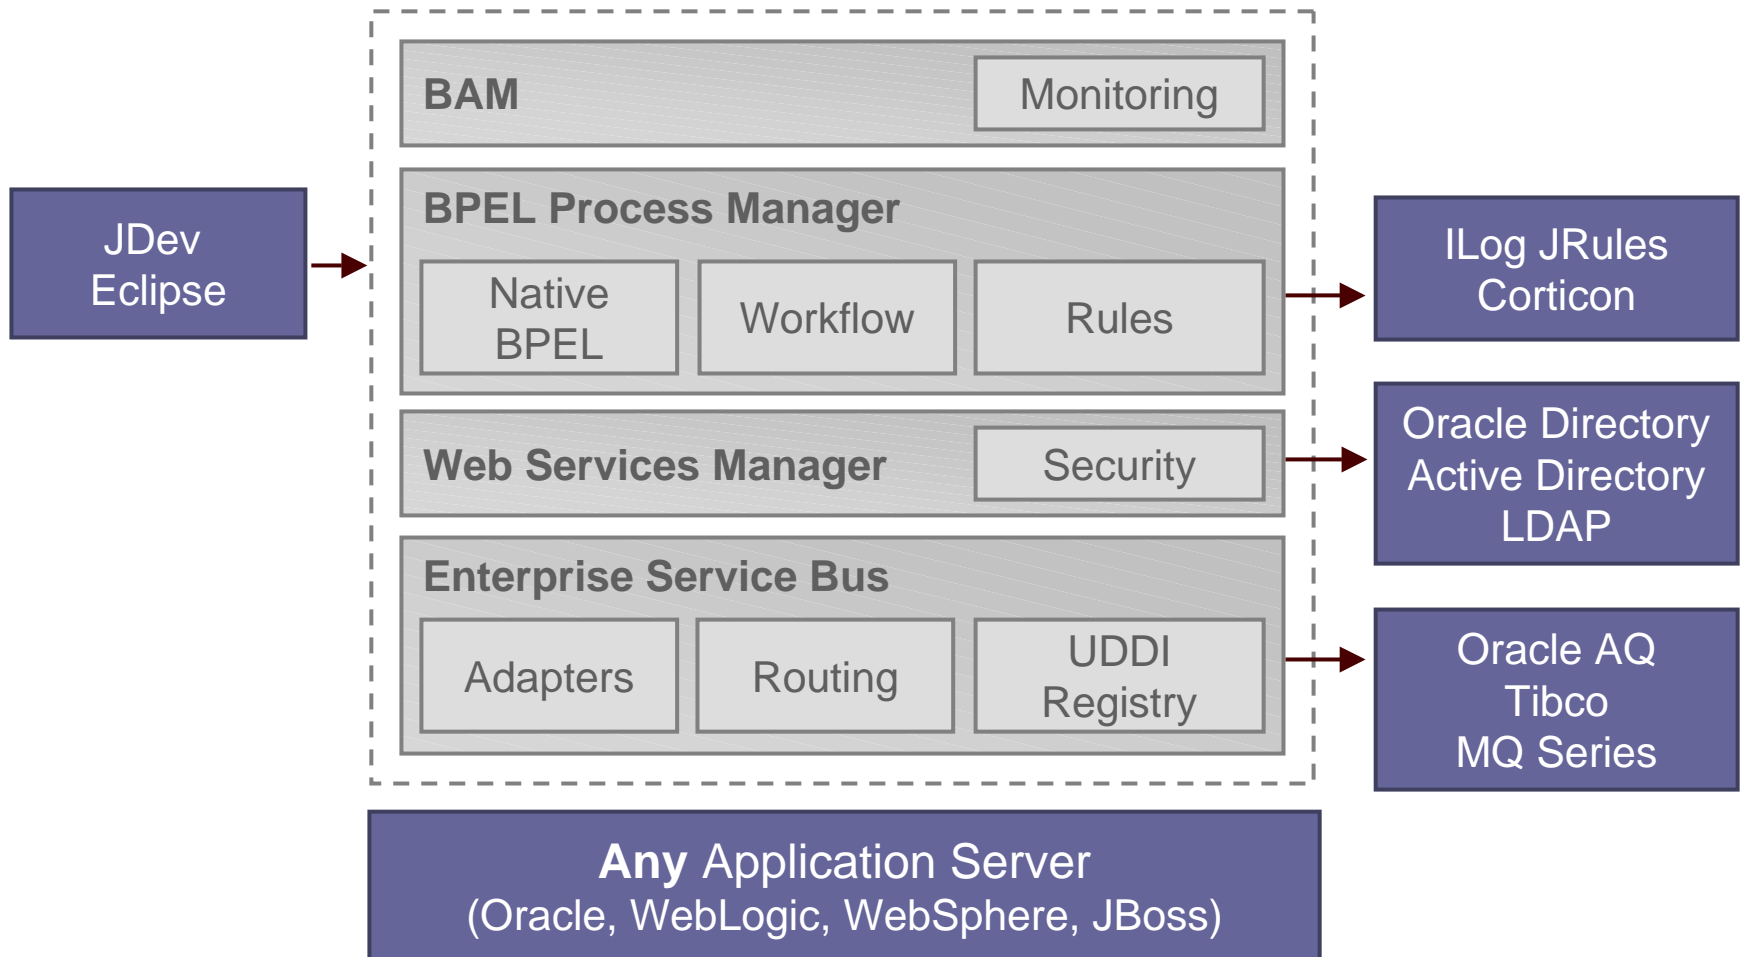 BAM
Monitoring
JDev
Eclipse
BPEL Process Manager
Native
BPEL
Workflow
Rules
ILog JRules
Corticon
Web Services Manager
Security
Oracle Directory
Active Directory
LDAP
Enterprise Service Bus
Adapters
Routing
UDDI
Registry
Oracle AQ
Tibco
MQ Series
Any Application Server
(Oracle, WebLogic, WebSphere, JBoss)